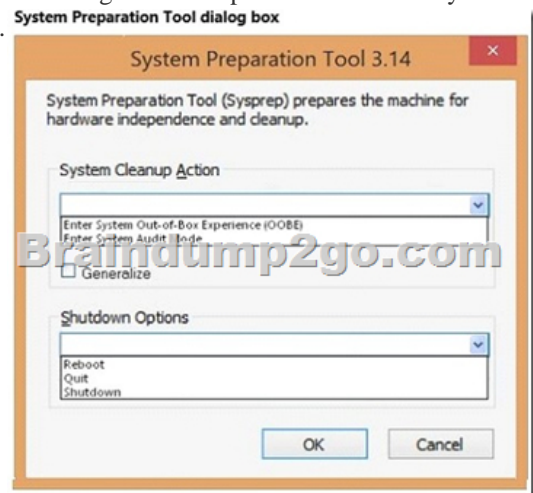 System Preparation Tool dialog box
.
System Preparation Tool 3.14
System Preparation Tool (Sysprep) prepares the machine for
hardware independence and cleanup.
System Cleanup Action
Enter System Out-of-Box Experience (OOBE)
Enter System Audit Mode
Braindump2go.com
Generalize
Shutdown Options
Reboot
Quit
Shutdown
OK Cancel